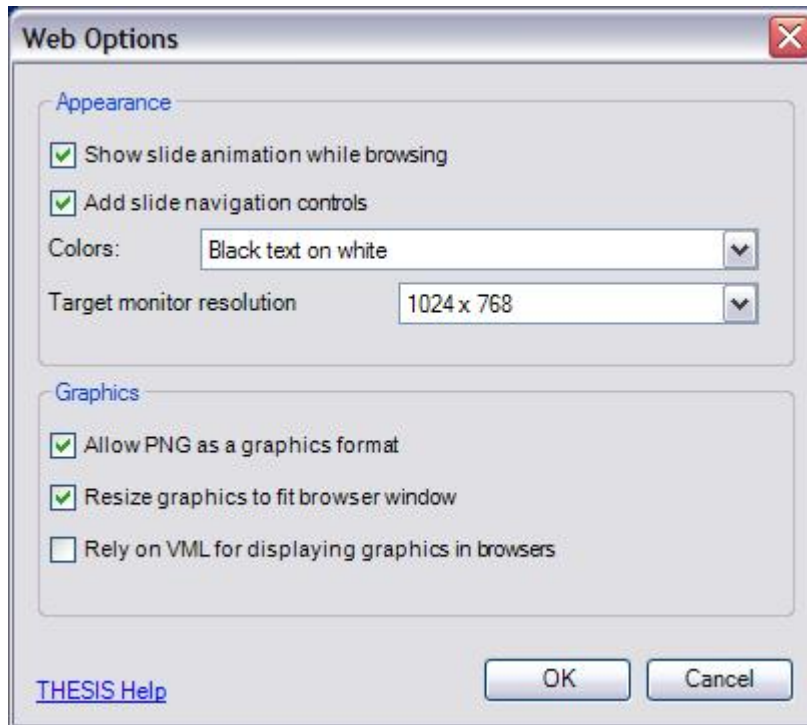 Web Options
Appearance
Show slide animation while browsing
Add slide navigation controls
Colors: Black text on white
Target monitor resolution 1024 x 768
Graphics
Allow PNG as a graphics format
Resize graphics to fit browser window
Rely on VML for displaying graphics in browsers
THESIS Help OK Cancel